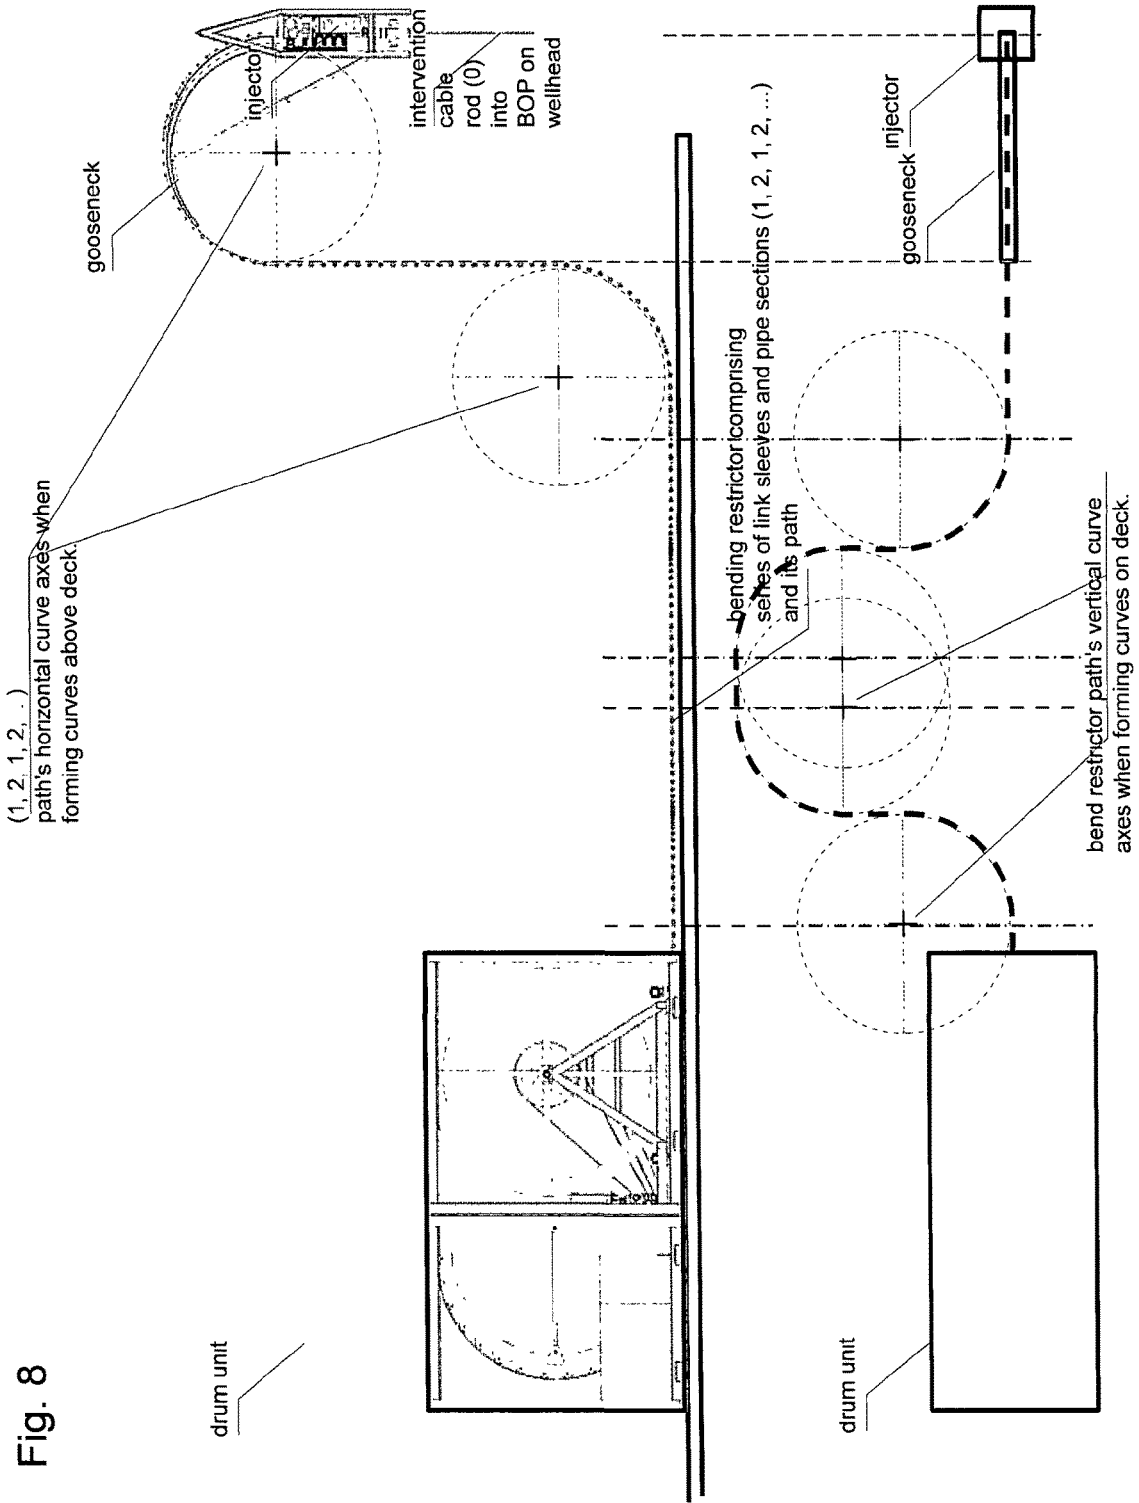 Fig. 8
(1, 2, 1, 2, ..)
path's horizontal curve axes when
forming curves above deck.
gooseneck
injector
intervention
cable
rod (0)
into
BOP on
wellhead
drum unit
bending restrictor comprising
series of link sleeves and pipe sections (1, 2, 1, 2, ...)
and its path
injector
gooseneck
drum unit
bend restrictor path's vertical curve
axes when forming curves on deck.